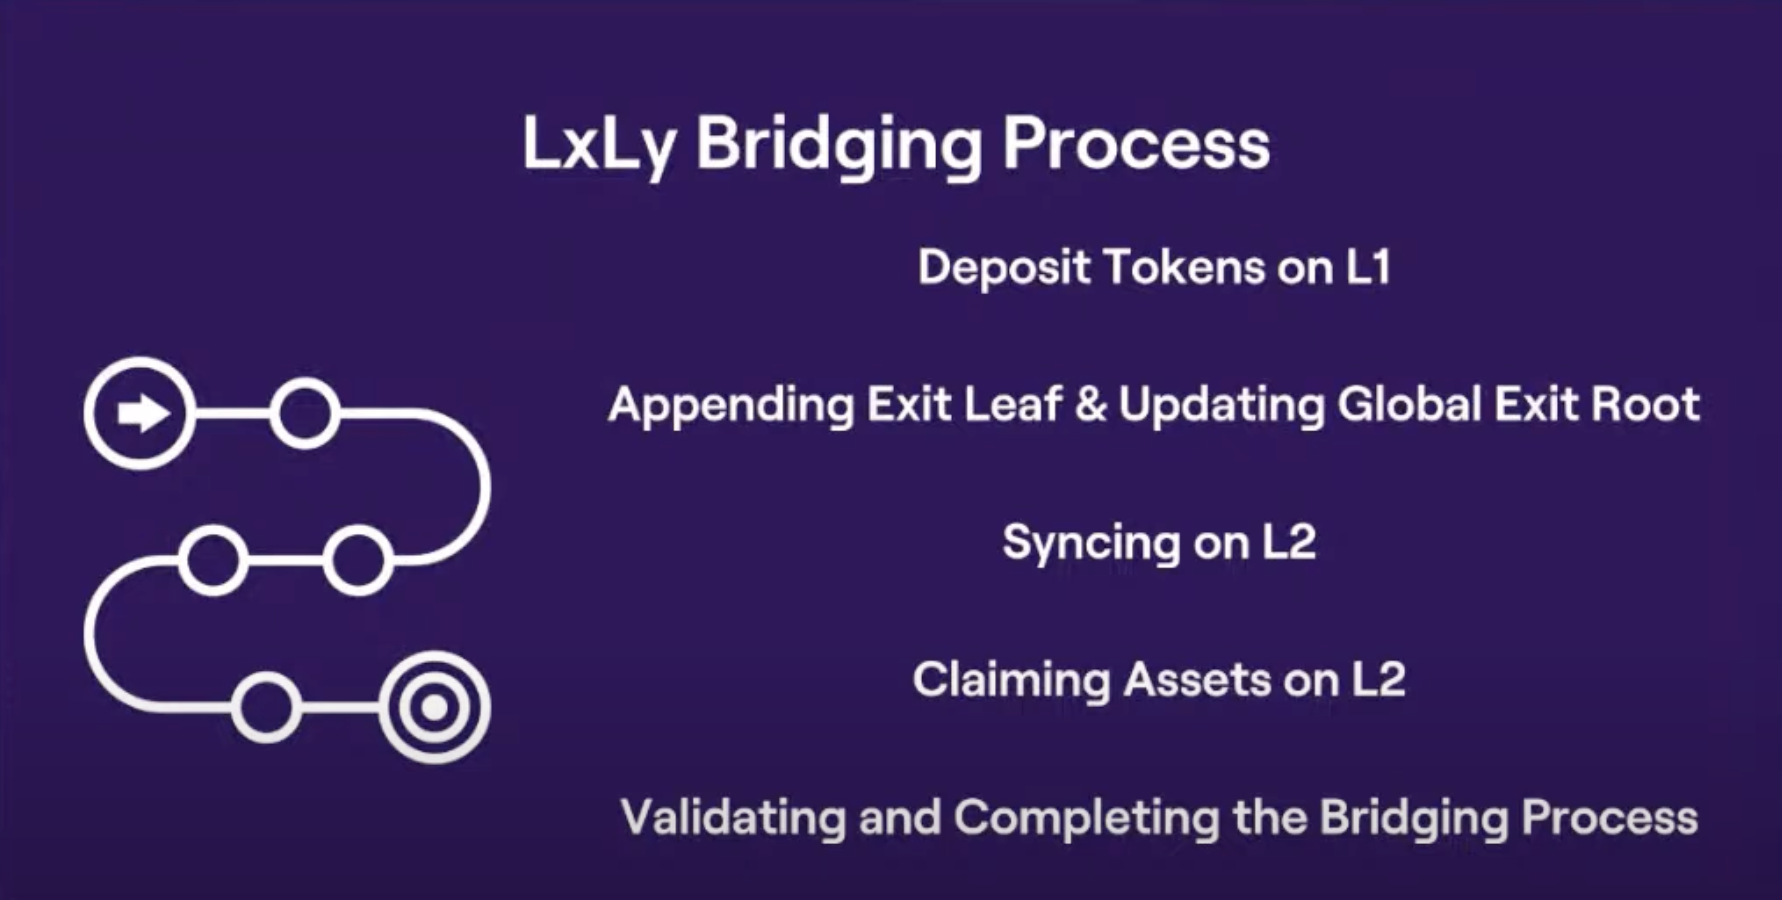 LxLy Bridging Process
Deposit Tokens on L1
Appending Exit Leaf & Updating Global Exit Root
Syncing on L2
Claiming Assets on L2
Validating and Completing the Bridging Process